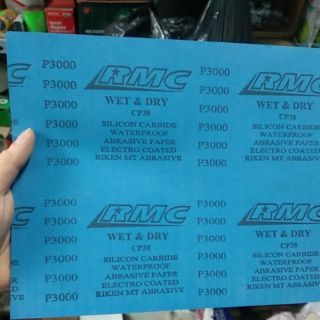 P3000 RMC P3000 RMC
P3000 P3000
P3000 WET & DRY P3000 WET & DRY
CP38 CP38
P3000 SILICON CARBIDE P3000 SILICON CARBIDE
WATERPROOF WATERPROOF
P3000 ABRASIVE PAPER P3000 ABRASIVE PAPER
ELECTRO COATED ELECTRO COATED
P3000 RIKEN MT ABRASIVE P3000 RIKEN MT ABRASIVE
P3000 RMC P3000 RMC
P3000 P3000
P3000 WET & DRY P3000 WET & DRY
CP38 CP38
P3000 SILICON CARBIDE P3000 SILICON CARBIDE
WATERPROOF WATERPROOF
P3000 ABRASIVE PAPER P3000 ABRASIVE PAPER
ELECTRO COATED ELECTRO COATED
P3000 RIKEN MT ABRASIVE P3000 RIKEN MT ABRASIVE